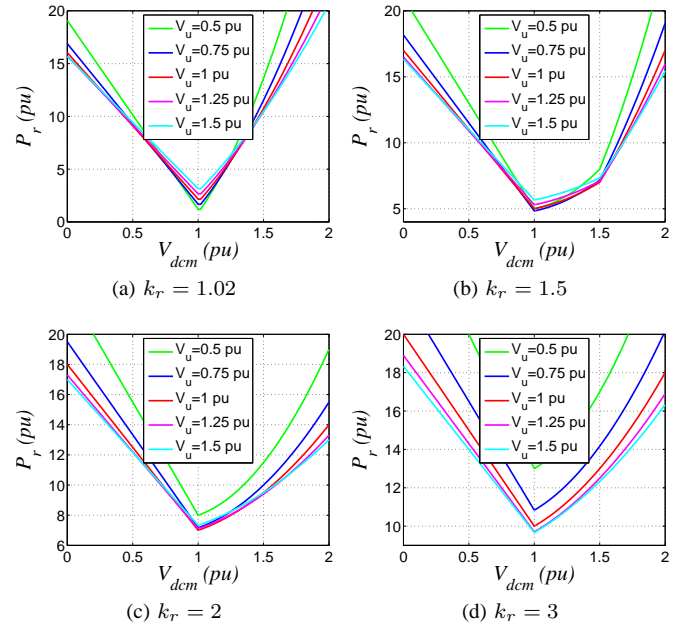 20
15
10
5
0
P_r (pu)
V_u=0.5 pu
V_u=0.75 pu
V_u=1 pu
V_u=1.25 pu
V_u=1.5 pu
0 0.5 1 1.5 2
V_dcm (pu)
(a) k_r = 1.02
20
15
10
5
P_r (pu)
V_u=0.5 pu
V_u=0.75 pu
V_u=1 pu
V_u=1.25 pu
V_u=1.5 pu
0 0.5 1 1.5 2
V_dcm (pu)
(b) k_r = 1.5
20
18
16
14
12
10
8
6
P_r (pu)
V_u=0.5 pu
V_u=0.75 pu
V_u=1 pu
V_u=1.25 pu
V_u=1.5 pu
0 0.5 1 1.5 2
V_dcm (pu)
(c) k_r = 2
20
18
16
14
12
10
P_r (pu)
V_u=0.5 pu
V_u=0.75 pu
V_u=1 pu
V_u=1.25 pu
V_u=1.5 pu
0 0.5 1 1.5 2
V_dcm (pu)
(d) k_r = 3